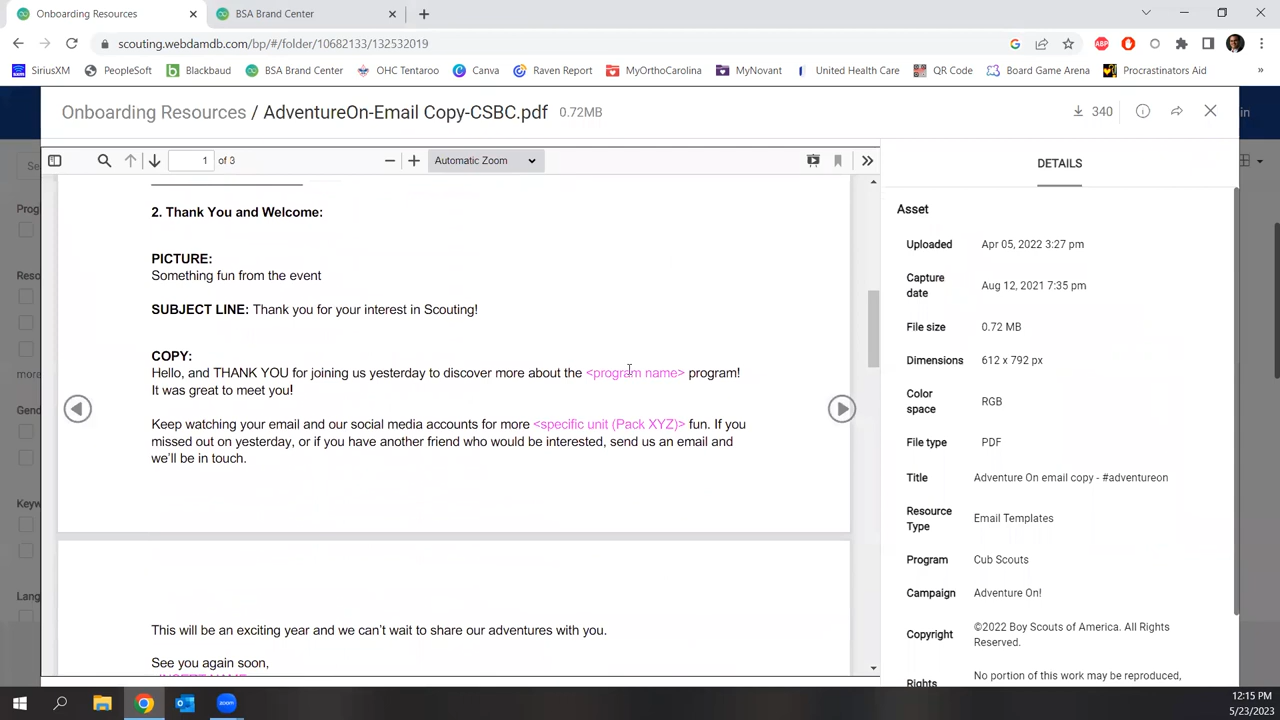 Onboarding Resources
BSA Brand Center
scouting.webdamdb.com/bp/#/folder/10682133/132532019
SiriusXM PeopleSoft Blackbaud BSA Brand Center OHC Tentaroo Canva Raven Report MyOrthoCarolina MyNovant United Health Care QR Code Board Game Arena Procrastinators Aid
Onboarding Resources / AdventureOn-Email Copy-CSBC.pdf 0.72MB
340
in
1 of 3
Automatic Zoom
DETAILS
Asset
Uploaded Apr 05, 2022 3:27 pm
Capture date Aug 12, 2021 7:35 pm
File size 0.72 MB
Dimensions 612 x 792 px
Color space RGB
File type PDF
Title Adventure On email copy - #adventureon
Resource Type Email Templates
Program Cub Scouts
Campaign Adventure On!
Copyright ©2022 Boy Scouts of America. All Rights Reserved.
Rights No portion of this work may be reproduced,
2. Thank You and Welcome:
PICTURE:
Something fun from the event
SUBJECT LINE: Thank you for your interest in Scouting!
COPY:
Hello, and THANK YOU for joining us yesterday to discover more about the <program name> program!
It was great to meet you!
Keep watching your email and our social media accounts for more <specific unit (Pack XYZ)> fun. If you
missed out on yesterday, or if you have another friend who would be interested, send us an email and
we'll be in touch.
This will be an exciting year and we can't wait to share our adventures with you.
See you again soon,
Prog
Reso
more
Gend
Keyw
Lang
12:15 PM
5/23/2023